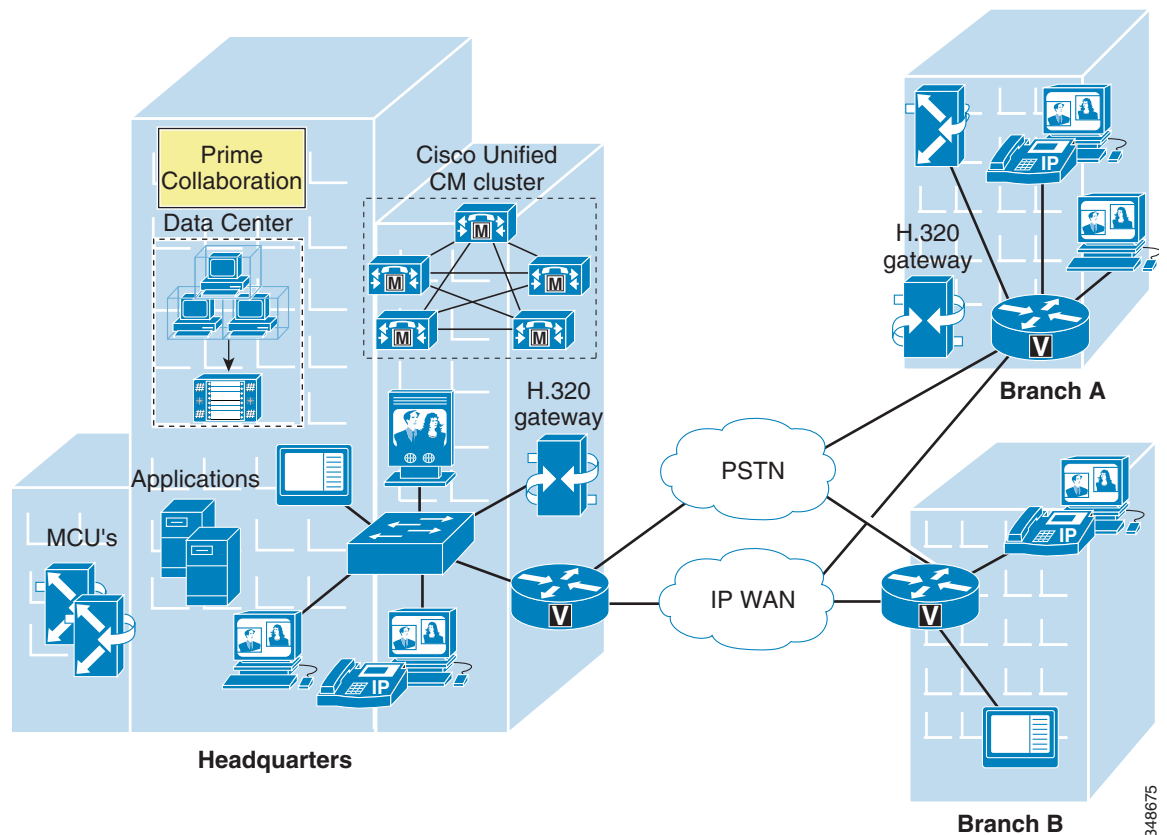 Prime
Collaboration
Data Center
Cisco Unified
CM cluster
M
M
M
M
M
H.320
gateway
Applications
MCU's
IP
V
Headquarters
PSTN
IP WAN
H.320
gateway
IP
V
Branch A
IP
V
Branch B
348675